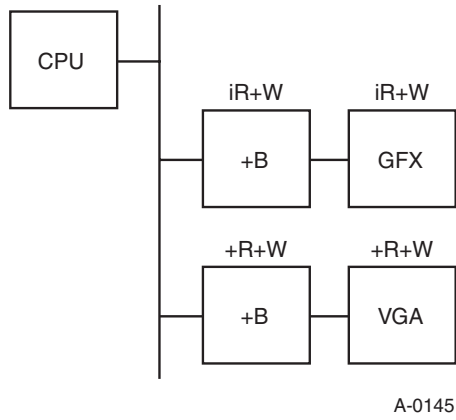 CPU
iR+W iR+W
+B GFX
+R+W +R+W
+B VGA
A-0145